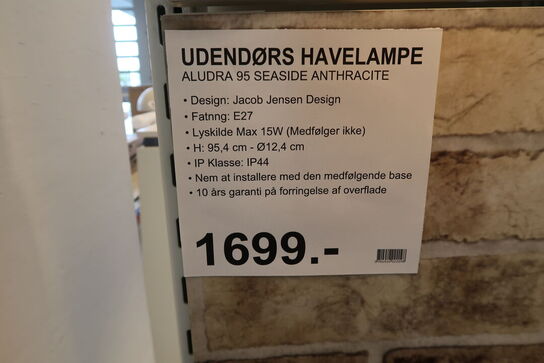 UDENDØRS HAVELAMPE
ALUDRA 95 SEASIDE ANTHRACITE
• Design: Jacob Jensen Design
• Fatnng: E27
• Lyskilde Max 15W (Medfølger ikke)
• H: 95,4 cm - Ø12,4 cm
• IP Klasse: IP44
• Nem at installere med den medfølgende base
• 10 års garanti på forringelse af overflade
1699.-